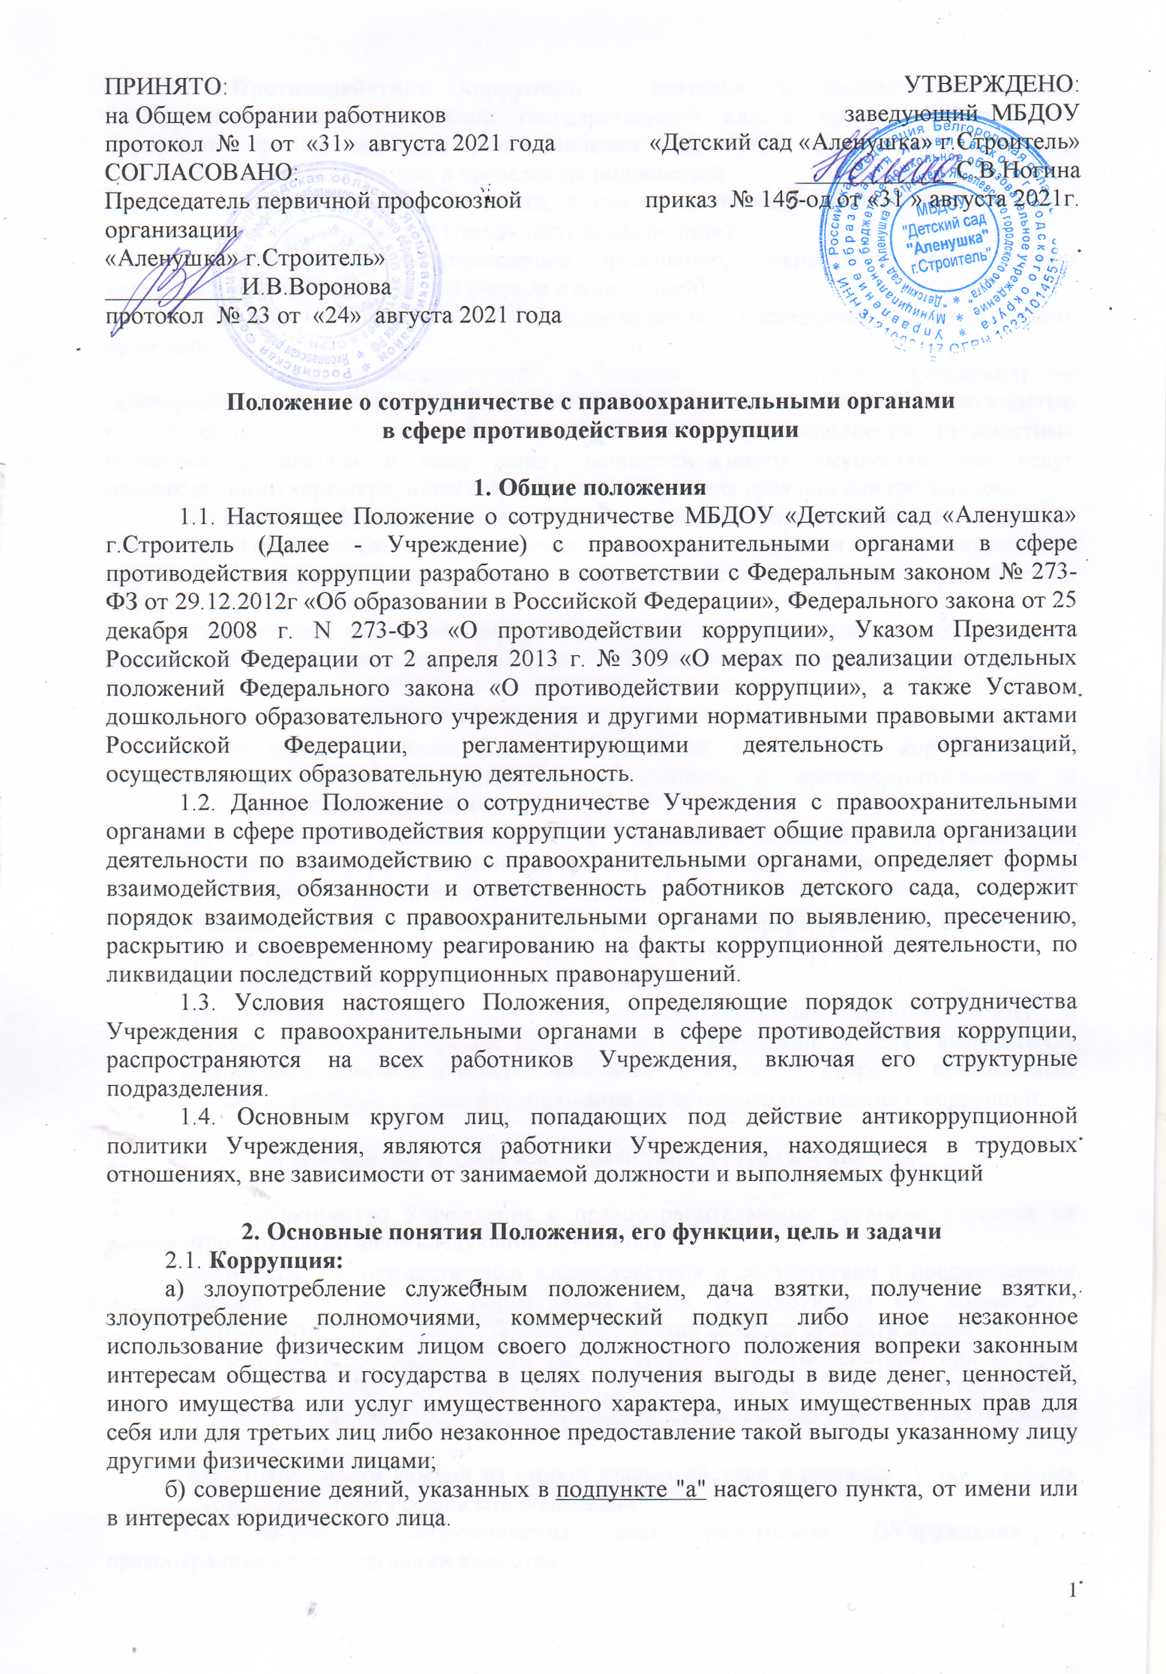 ПРИНЯТО:
на Общем собрании работников
протокол № 1 от «31» августа 2021 года
СОГЛАСОВАНО:
Председатель первичной профсоюзной
организации
«Аленушка» г.Строитель»
____________И.В.Воронова
протокол № 23 от «24» августа 2021 года
УТВЕРЖДЕНО:
заведующий МБДОУ
«Детский сад «Аленушка» г.Строитель»
____________С.В.Ногина
приказ № 145-од от «31 » августа 2021г.
МБДОУ
"Детский сад
"Аленушка"
г.Строитель"
Положение о сотрудничестве с правоохранительными органами
в сфере противодействия коррупции
1. Общие положения
1.1. Настоящее Положение о сотрудничестве МБДОУ «Детский сад «Аленушка»
г.Строитель (Далее - Учреждение) с правоохранительными органами в сфере
противодействия коррупции разработано в соответствии с Федеральным законом № 273-
ФЗ от 29.12.2012г «Об образовании в Российской Федерации», Федерального закона от 25
декабря 2008 г. N 273-ФЗ «О противодействии коррупции», Указом Президента
Российской Федерации от 2 апреля 2013 г. № 309 «О мерах по реализации отдельных
положений Федерального закона «О противодействии коррупции», а также Уставом
дошкольного образовательного учреждения и другими нормативными правовыми актами
Российской Федерации, регламентирующими деятельность организаций,
осуществляющих образовательную деятельность.
1.2. Данное Положение о сотрудничестве Учреждения с правоохранительными
органами в сфере противодействия коррупции устанавливает общие правила организации
деятельности по взаимодействию с правоохранительными органами, определяет формы
взаимодействия, обязанности и ответственность работников детского сада, содержит
порядок взаимодействия с правоохранительными органами по выявлению, пресечению,
раскрытию и своевременному реагированию на факты коррупционной деятельности, по
ликвидации последствий коррупционных правонарушений.
1.3. Условия настоящего Положения, определяющие порядок сотрудничества
Учреждения с правоохранительными органами в сфере противодействия коррупции,
распространяются на всех работников Учреждения, включая его структурные
подразделения.
1.4. Основным кругом лиц, попадающих под действие антикоррупционной
политики Учреждения, являются работники Учреждения, находящиеся в трудовых
отношениях, вне зависимости от занимаемой должности и выполняемых функций
2. Основные понятия Положения, его функции, цель и задачи
2.1. Коррупция:
а) злоупотребление служебным положением, дача взятки, получение взятки,
злоупотребление полномочиями, коммерческий подкуп либо иное незаконное
использование физическим лицом своего должностного положения вопреки законным
интересам общества и государства в целях получения выгоды в виде денег, ценностей,
иного имущества или услуг имущественного характера, иных имущественных прав для
себя или для третьих лиц либо незаконное предоставление такой выгоды указанному лицу
другими физическими лицами;
б) совершение деяний, указанных в подпункте "а" настоящего пункта, от имени или
в интересах юридического лица.
1